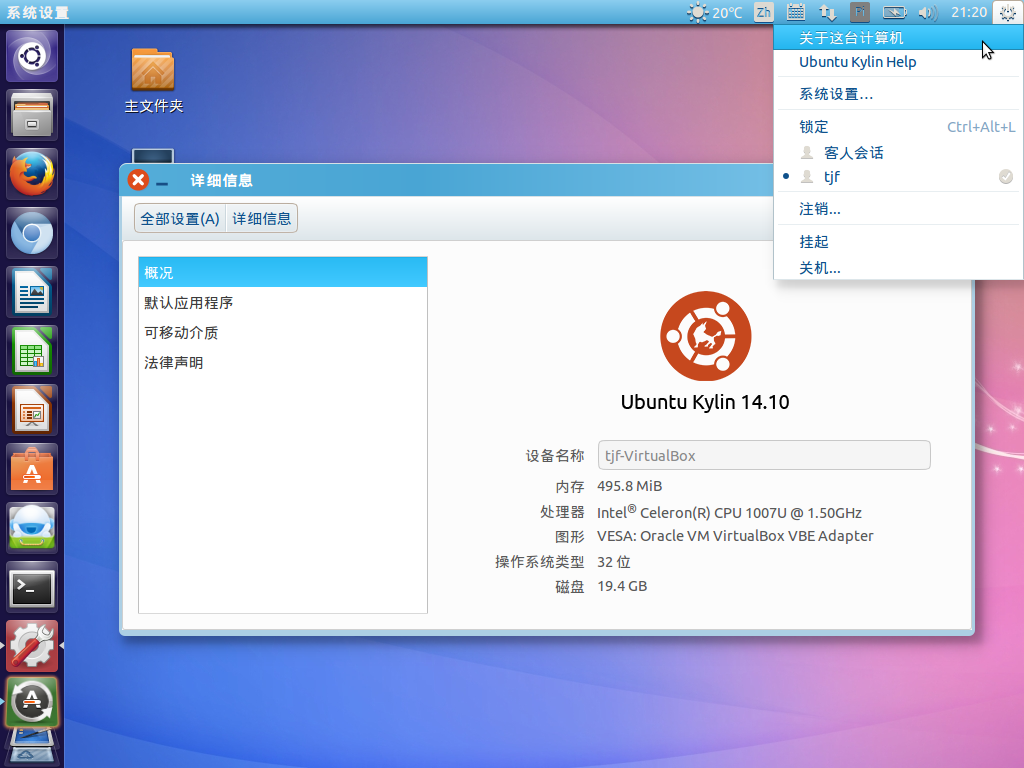 系统设置
20℃
Zh
Fi
21:20
关于这台计算机
Ubuntu Kylin Help
系统设置...
锁定 Ctrl+Alt+L
客人会话
tjf
注销...
挂起
关机...
主文件夹
详细信息
全部设置(A) 详细信息
概况
默认应用程序
可移动介质
法律声明
Ubuntu Kylin 14.10
设备名称 tjf-VirtualBox
内存 495.8 MiB
处理器 Intel® Celeron(R) CPU 1007U @ 1.50GHz
图形 VESA: Oracle VM VirtualBox VBE Adapter
操作系统类型 32 位
磁盘 19.4 GB